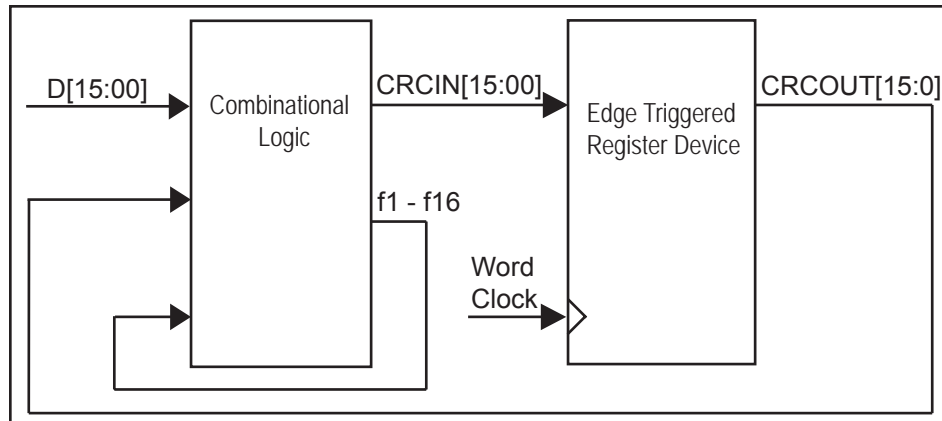 D[15:00]
Combinational
Logic
CRCIN[15:00]
f1 - f16
Edge Triggered
Register Device
Word
Clock
CRCOUT[15:0]